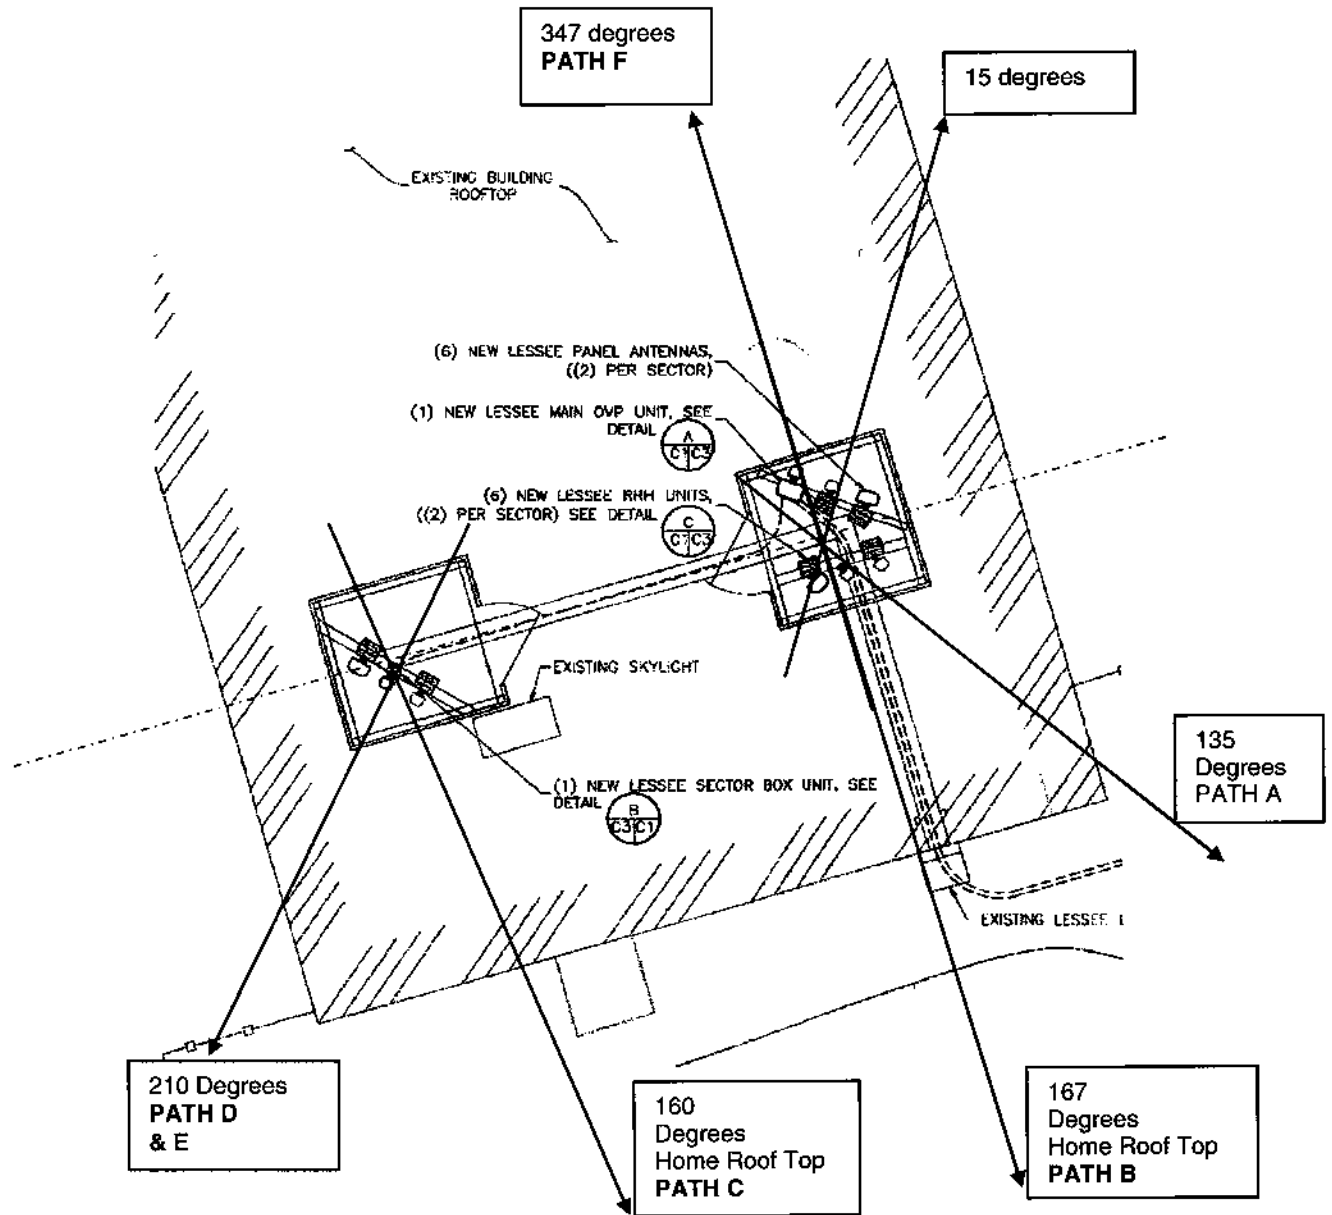 347 degrees
PATH F
15 degrees
EXISTING BUILDING
ROOFTOP
(6) NEW LESSEE PANEL ANTENNAS,
((2) PER SECTOR)
(1) NEW LESSEE MAIN OVP UNIT, SEE
DETAIL
A
C1 C3
(6) NEW LESSEE RRH UNITS,
((2) PER SECTOR) SEE DETAIL
C
C1 C3
EXISTING SKYLIGHT
(1) NEW LESSEE SECTOR BOX UNIT, SEE
DETAIL
B
C3 C1
135
Degrees
PATH A
EXISTING LESSEE
210 Degrees
PATH D
& E
160
Degrees
Home Roof Top
PATH C
167
Degrees
Home Roof Top
PATH B